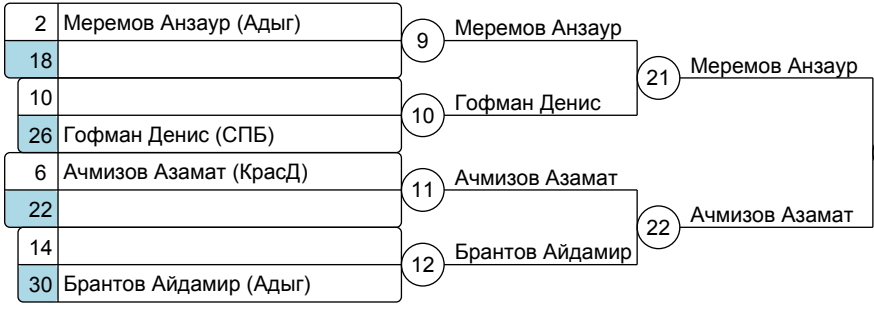 2 Меремов Анзаур (Адыг)
18
9
Меремов Анзаур
10
26 Гофман Денис (СПБ)
10
Гофман Денис
21
Меремов Анзаур
6 Ачмизов Азамат (КрасД)
22
11
Ачмизов Азамат
14
30 Брантов Айдамир (Адыг)
12
Брантов Айдамир
22
Ачмизов Азамат